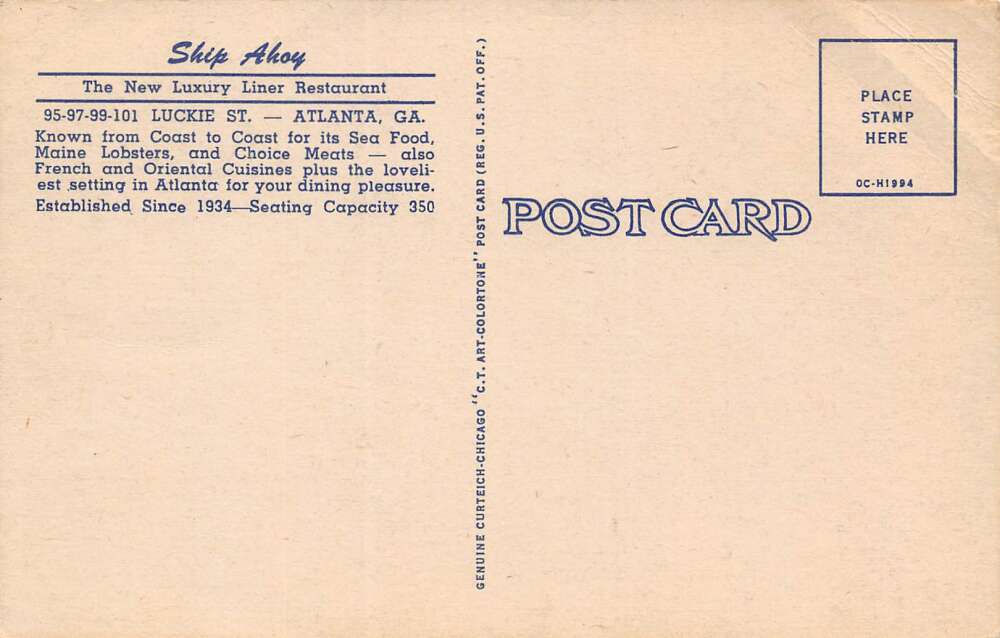 Ship Ahoy
The New Luxury Liner Restaurant
95-97-99-101 LUCKIE ST. — ATLANTA, GA.
Known from Coast to Coast for its Sea Food,
Maine Lobsters, and Choice Meats — also
French and Oriental Cuisines plus the loveli-
est setting in Atlanta for your dining pleasure.
Established Since 1934—Seating Capacity 350
GENUINE CURTEICH-CHICAGO "C.T. ART-COLORTONE" POST CARD (REG. U.S. PAT. OFF.)
POST CARD
PLACE
STAMP
HERE
OC-H1994